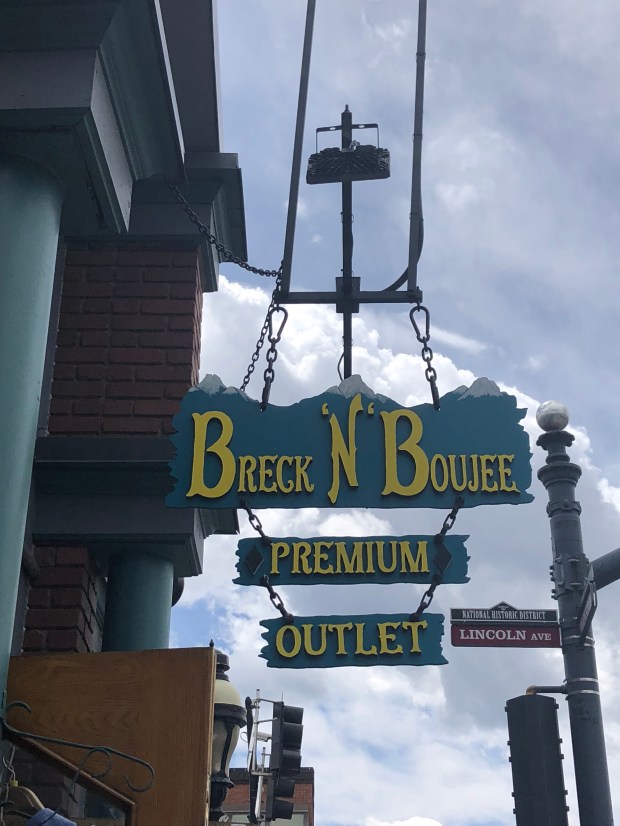 BRECK 'N' BOUJEE
PREMIUM
OUTLET
NATIONAL HISTORIC DISTRICT
LINCOLN AVE